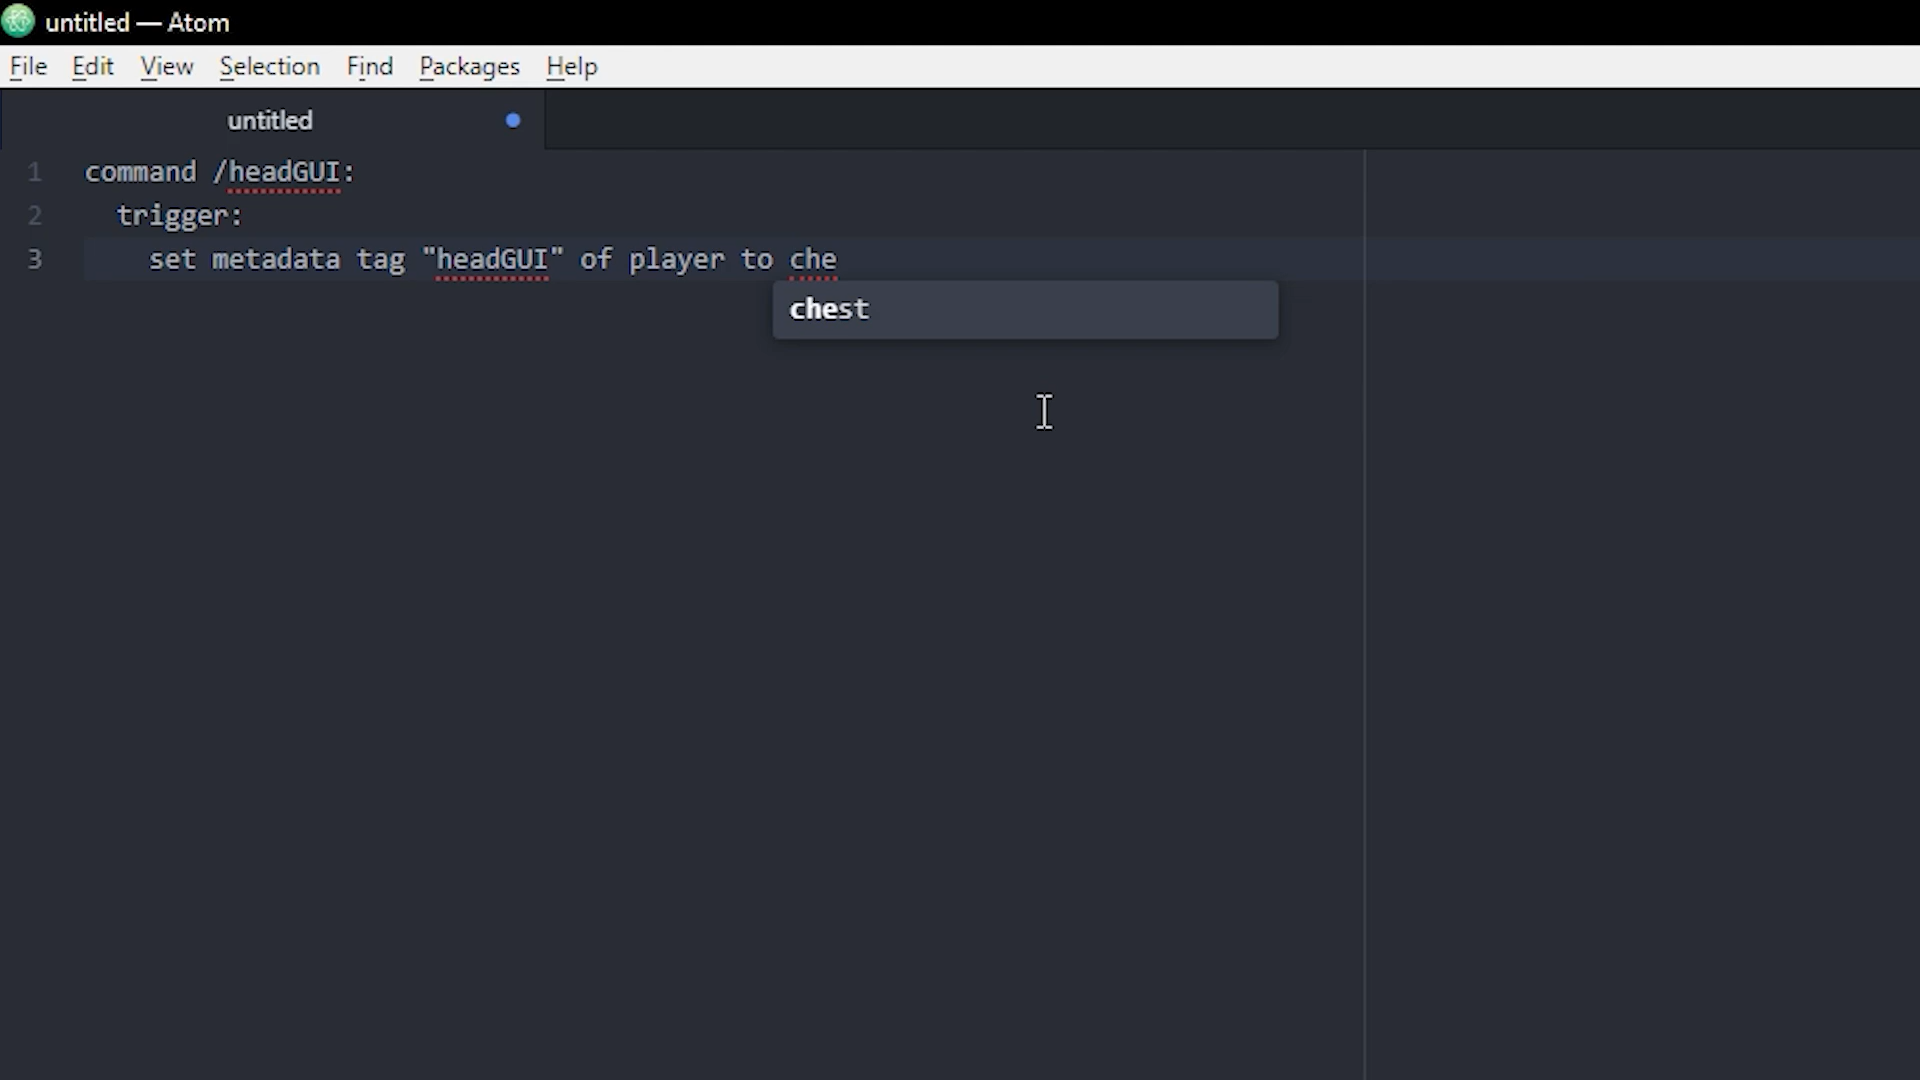 untitled — Atom
File Edit View Selection Find Packages Help
untitled
1 command /headGUI:
2 trigger:
3 set metadata tag "headGUI" of player to che
chest